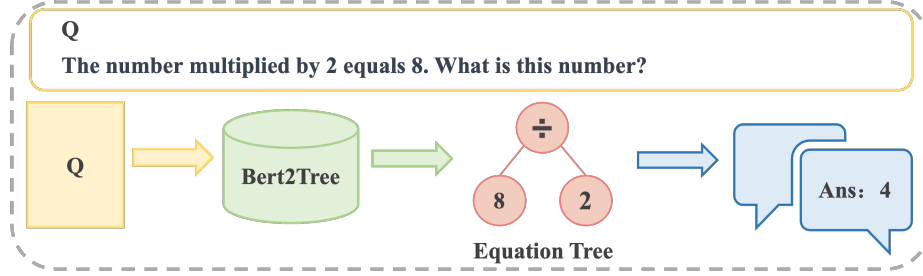 Q
The number multiplied by 2 equals 8. What is this number?
Q
Bert2Tree
÷
8
2
Equation Tree
Ans: 4